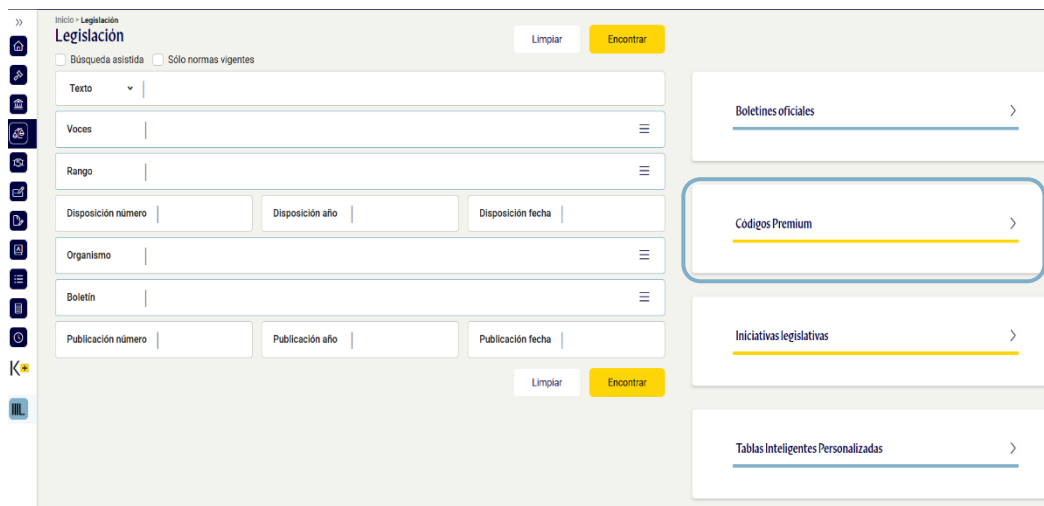 Inicio > Legislación
Legislación
Limpiar
Encontrar
Búsqueda asistida
Sólo normas vigentes
Texto
Voces
Rango
Disposición número
Disposición año
Disposición fecha
Organismo
Boletín
Publicación número
Publicación año
Publicación fecha
Limpiar
Encontrar
Boletines oficiales
Códigos Premium
Iniciativas legislativas
Tablas Inteligentes Personalizadas
K+